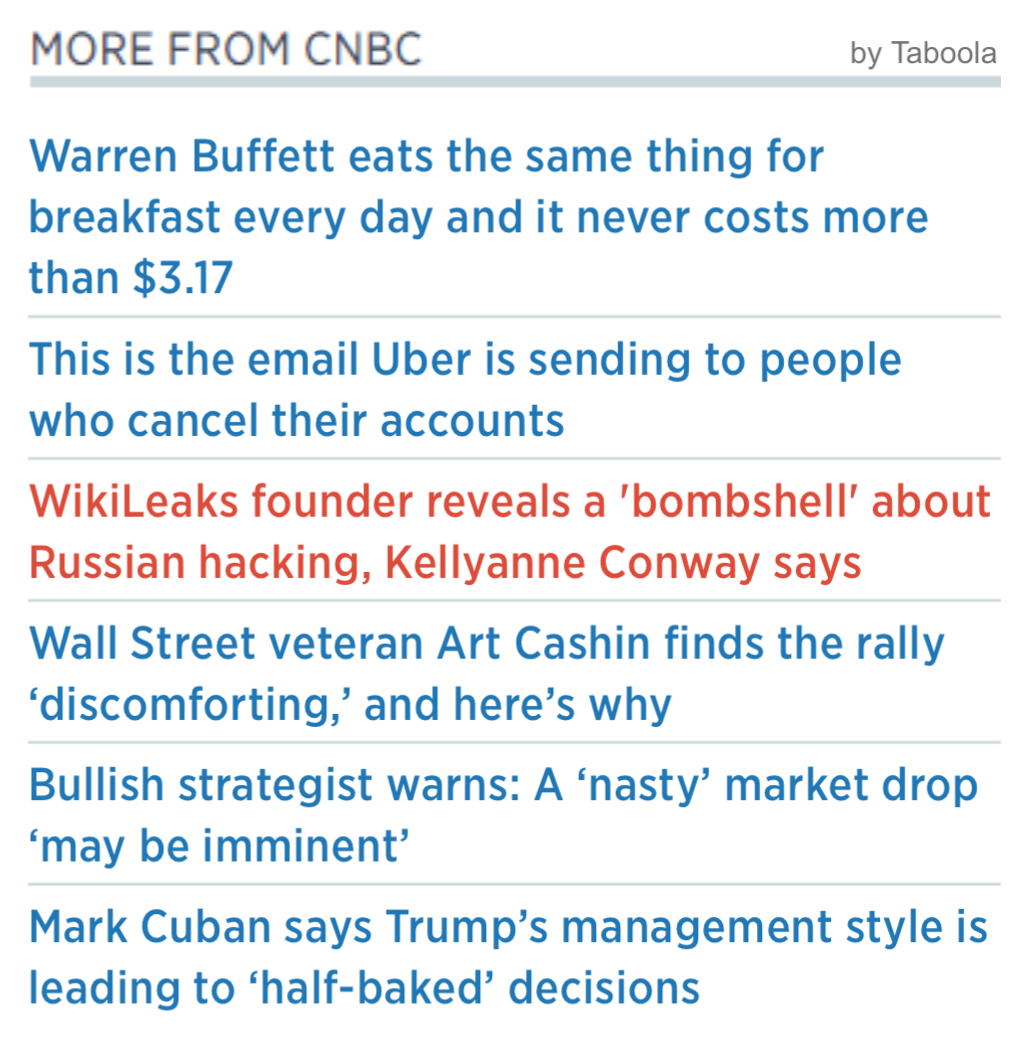 MORE FROM CNBC
by Taboola
Warren Buffett eats the same thing for
breakfast every day and it never costs more
than $3.17
This is the email Uber is sending to people
who cancel their accounts
WikiLeaks founder reveals a 'bombshell' about
Russian hacking, Kellyanne Conway says
Wall Street veteran Art Cashin finds the rally
‘discomforting,’ and here’s why
Bullish strategist warns: A ‘nasty’ market drop
‘may be imminent’
Mark Cuban says Trump’s management style is
leading to ‘half-baked’ decisions